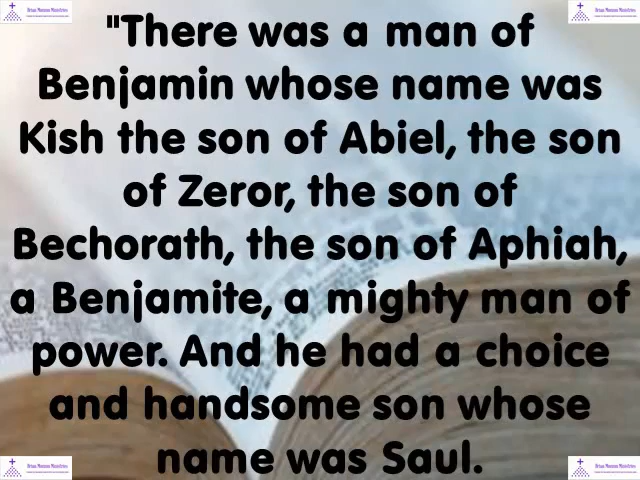 "There was a man of
Benjamin whose name was
Kish the son of Abiel, the son
of Zeror, the son of
Bechorath, the son of Aphiah,
a Benjamite, a mighty man of
power. And he had a choice
and handsome son whose
name was Saul.